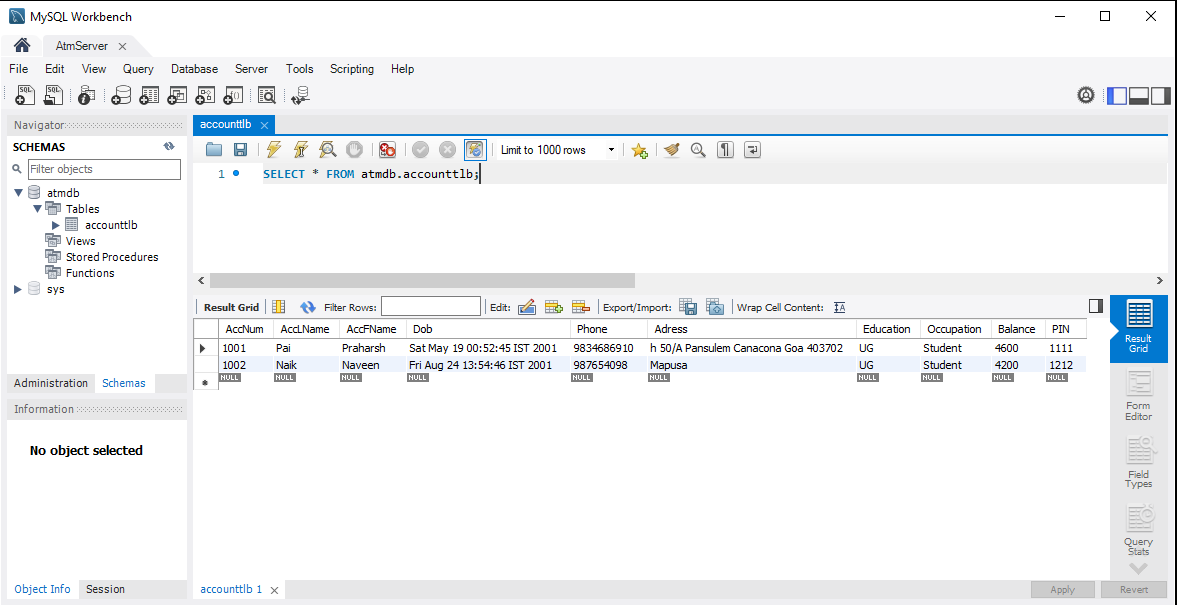 MySQL Workbench
AtmServer
File Edit View Query Database Server Tools Scripting Help
Navigator
SCHEMAS
Filter objects
atmdb
Tables
accounttlb
Views
Stored Procedures
Functions
sys
Administration Schemas
Information
No object selected
Object Info Session
accounttlb
Limit to 1000 rows
1 SELECT * FROM atmdb.accounttlb;
Result Grid Filter Rows: Edit: Export/Import: Wrap Cell Content: IA
AccNum AccLName AccFName Dob Phone Adress Education Occupation Balance PIN
1001 Pai Praharsh Sat May 19 00:52:45 IST 2001 9834686910 h 50/A Pansulem Canacona Goa 403702 UG Student 4600 1111
1002 Naik Naveen Fri Aug 24 13:54:46 IST 2001 987654098 Mapusa UG Student 4200 1212
NULL NULL NULL NULL NULL NULL NULL NULL NULL NULL
Result Grid
Form Editor
Field Types
Query Stats
accounttlb 1
Apply Revert